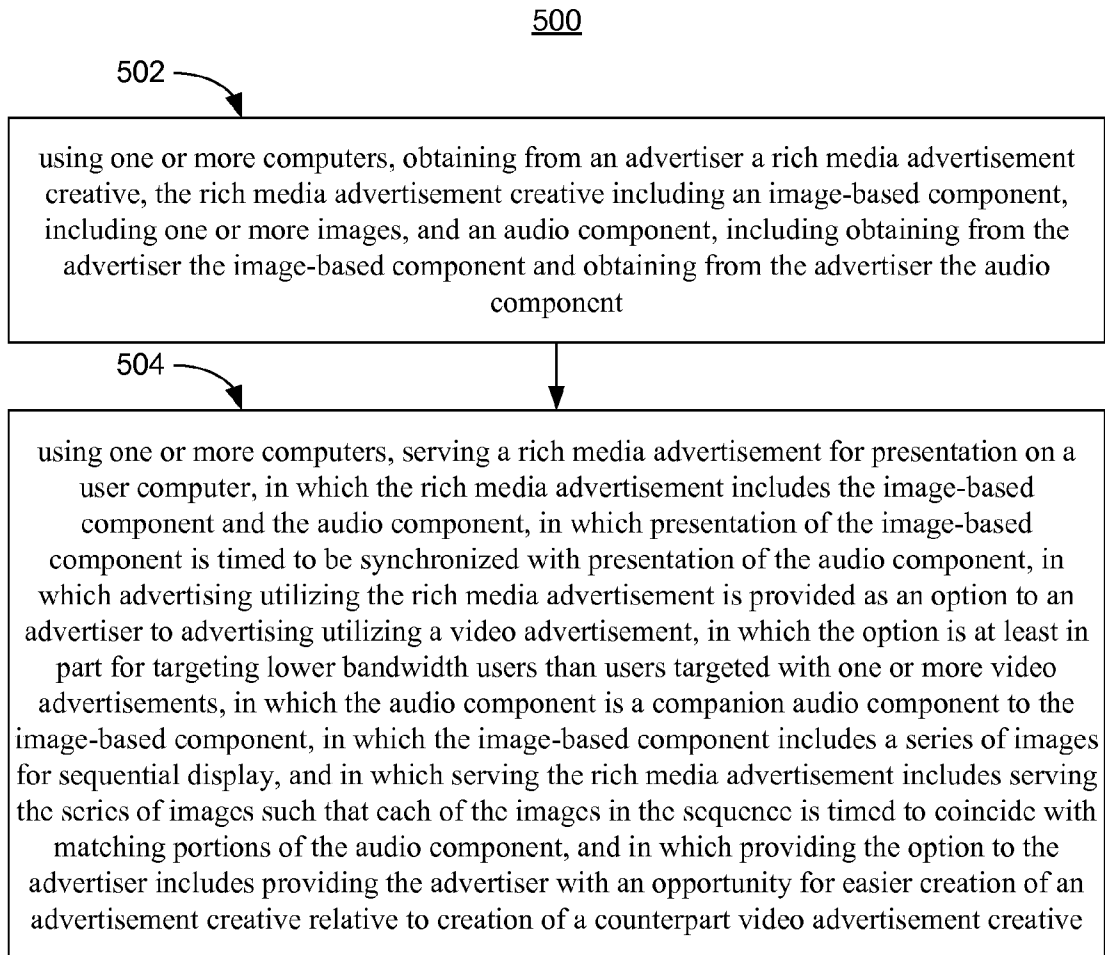 500
502
using one or more computers, obtaining from an advertiser a rich media advertisement
creative, the rich media advertisement creative including an image-based component,
including one or more images, and an audio component, including obtaining from the
advertiser the image-based component and obtaining from the advertiser the audio
component
504
using one or more computers, serving a rich media advertisement for presentation on a
user computer, in which the rich media advertisement includes the image-based
component and the audio component, in which presentation of the image-based
component is timed to be synchronized with presentation of the audio component, in
which advertising utilizing the rich media advertisement is provided as an option to an
advertiser to advertising utilizing a video advertisement, in which the option is at least in
part for targeting lower bandwidth users than users targeted with one or more video
advertisements, in which the audio component is a companion audio component to the
image-based component, in which the image-based component includes a series of images
for sequential display, and in which serving the rich media advertisement includes serving
the series of images such that each of the images in the sequence is timed to coincide with
matching portions of the audio component, and in which providing the option to the
advertiser includes providing the advertiser with an opportunity for easier creation of an
advertisement creative relative to creation of a counterpart video advertisement creative